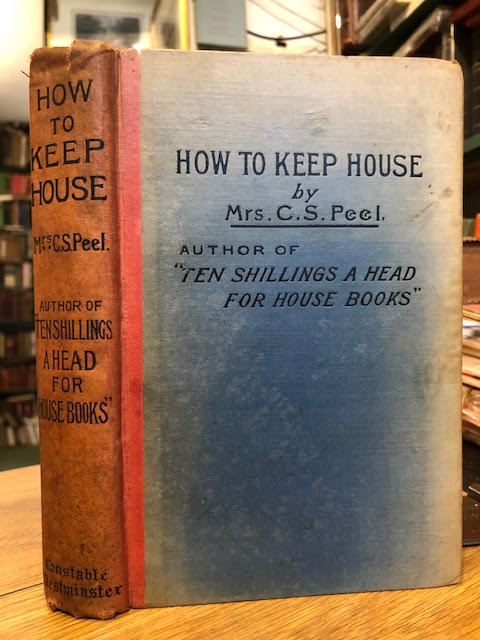 HOW
TO
KEEP
HOUSE
Mrs. C.S. Peel.
AUTHOR OF
"TEN SHILLINGS
A HEAD
FOR
HOUSE BOOKS"
Constable
Westminster
HOW TO KEEP HOUSE
by
Mrs. C. S. Peel.
AUTHOR OF
"TEN SHILLINGS A HEAD
FOR HOUSE BOOKS"